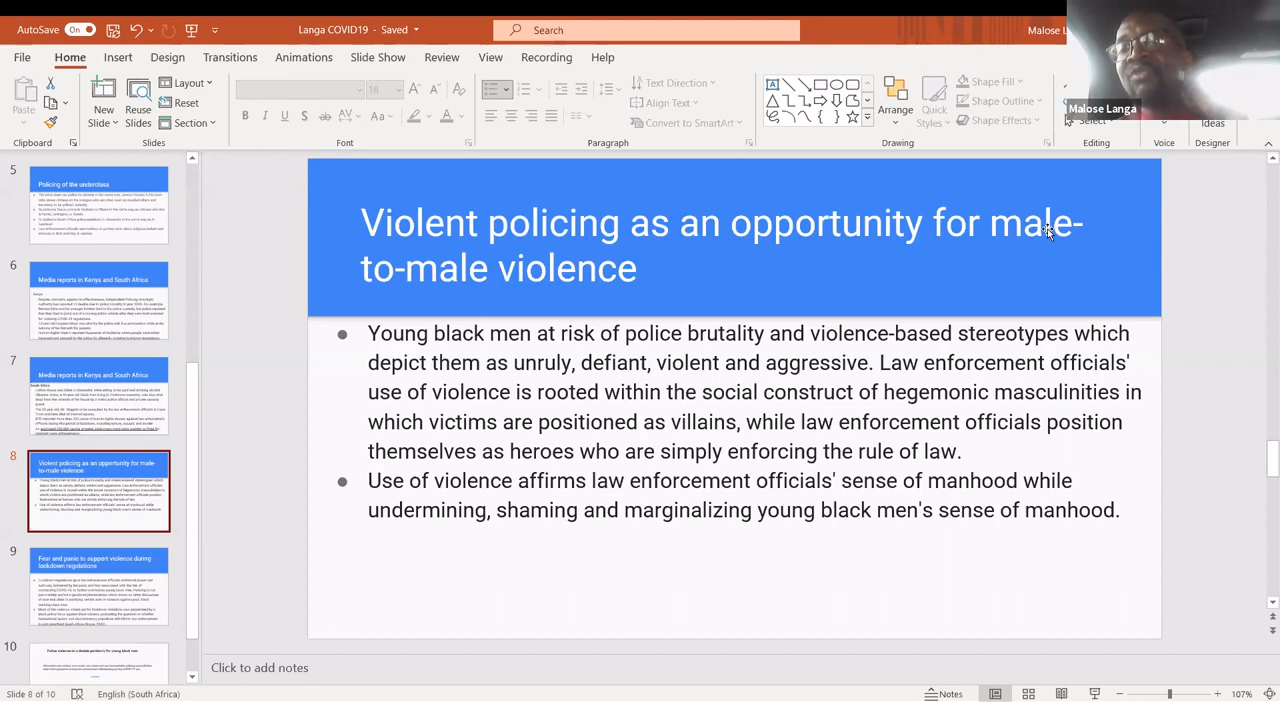 AutoSave On
Langa COVID19 - Saved
Search
Malose L
File Home Insert Design Transitions Animations Slide Show Review View Recording Help
Paste
New Slide
Reuse Slides
Layout
Reset
Section
18
Text Direction
Align Text
Convert to SmartArt
Arrange
Quick Styles
Shape Fill
Shape Outline
Shape Effects
Malose Langa
Select
Ideas
Clipboard Slides Font Paragraph Drawing Editing Voice Designer
5
Policing of the underclass
6
Media reports in Kenya and South Africa
7
Media reports in Kenya and South Africa
8
Violent policing as an opportunity for male-
to-male violence
9
Fear and panic to support violence during
lockdown regulations
10
Violent policing as an opportunity for male-
to-male violence
Young black men at risk of police brutality and violence-based stereotypes which
depict them as unruly, defiant, violent and aggressive. Law enforcement officials'
use of violence is rooted within the social construct of hegemonic masculinities in
which victims are positioned as villains, while law enforcement officials position
themselves as heroes who are simply enforcing the rule of law.
Use of violence affirms law enforcement officials' sense of manhood while
undermining, shaming and marginalizing young black men's sense of manhood.
Click to add notes
Slide 8 of 10
English (South Africa)
Notes
107%